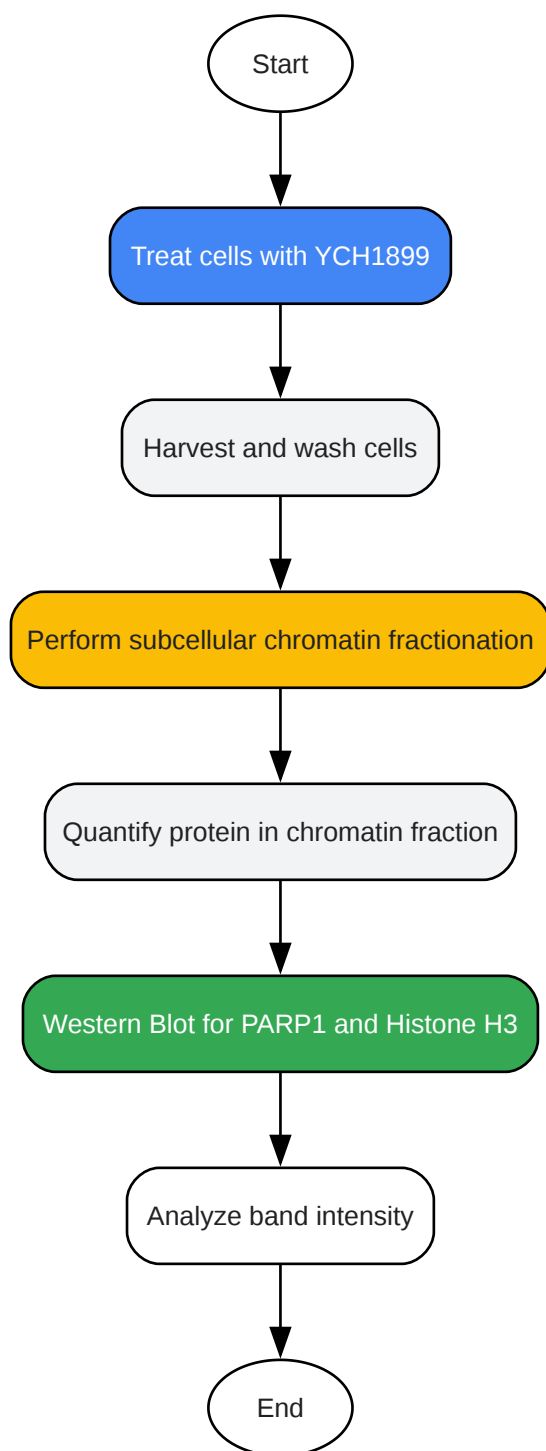 Start
Treat cells with YCH1899
Harvest and wash cells
Perform subcellular chromatin fractionation
Quantify protein in chromatin fraction
Western Blot for PARP1 and Histone H3
Analyze band intensity
End